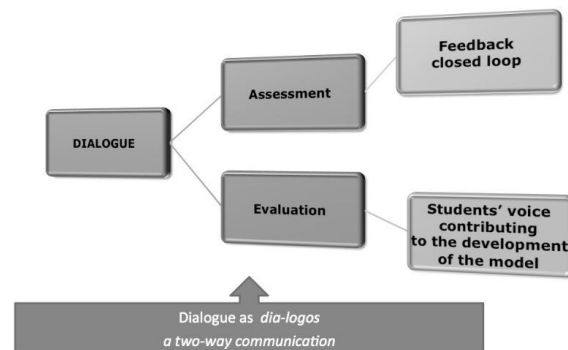 Feedback
closed loop
Assessment
DIALOGUE
Evaluation
Students’ voice
contributing
to the development
of the model
Dialogue as dia-logos
a two-way communication